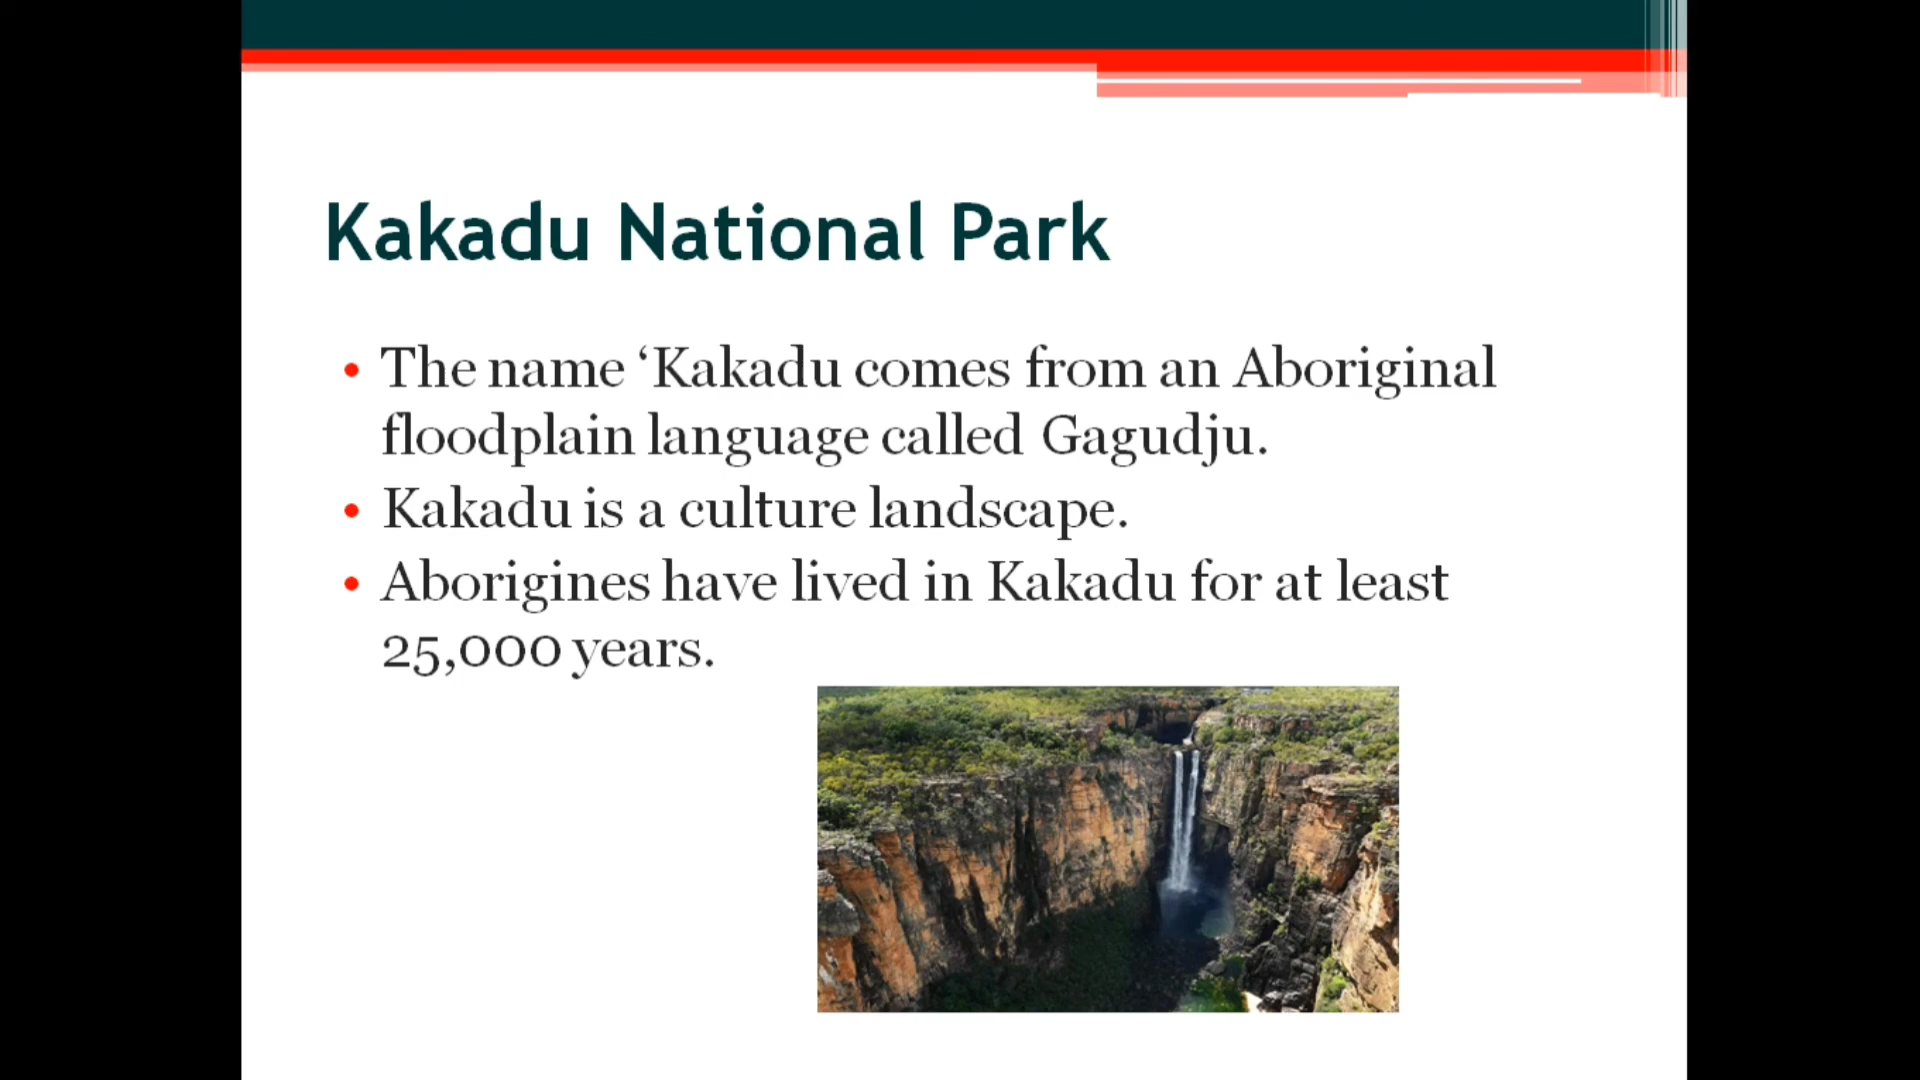 Kakadu National Park
• The name ‘Kakadu comes from an Aboriginal
floodplain language called Gagudju.
• Kakadu is a culture landscape.
• Aborigines have lived in Kakadu for at least
25,000 years.